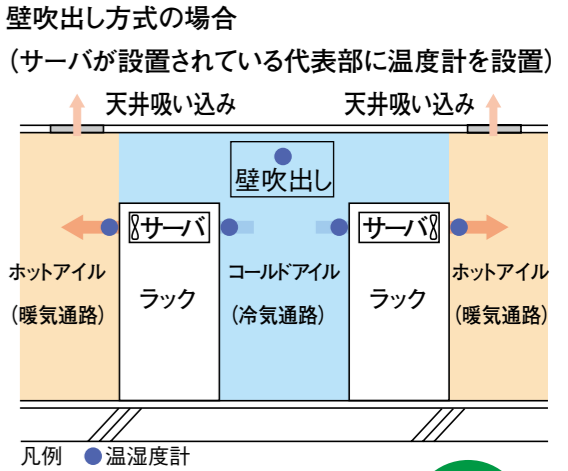 壁吹出し方式の場合
(サーバが設置されている代表部に温度計を設置)
天井吸い込み 天井吸い込み
壁吹出し
サーバ サーバ
ホットアイル コールドアイル ホットアイル
ラック ラック
(暖気通路) (冷気通路) (暖気通路)
凡例 ●温湿度計